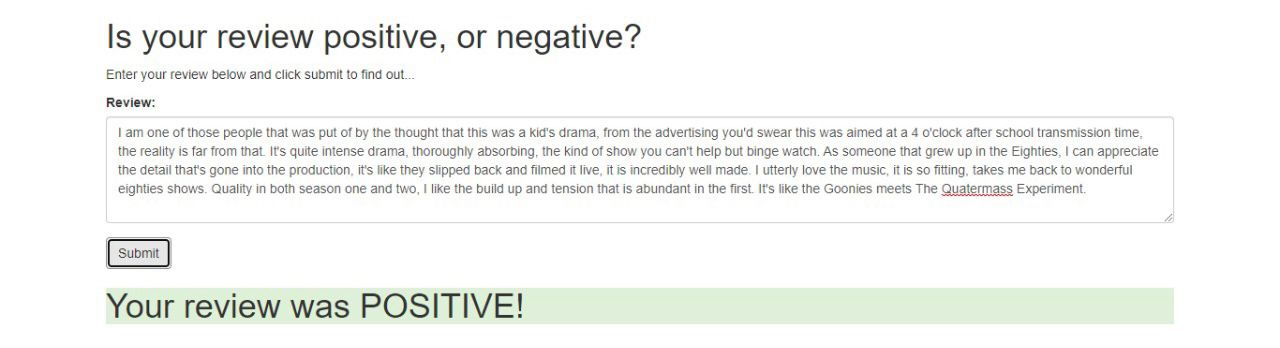 Is your review positive, or negative?
Enter your review below and click submit to find out...
Review:
I am one of those people that was put of by the thought that this was a kid's drama, from the advertising you'd swear this was aimed at a 4 o'clock after school transmission time,
the reality is far from that. It's quite intense drama, thoroughly absorbing, the kind of show you can't help but binge watch. As someone that grew up in the Eighties, I can appreciate
the detail that's gone into the production, it's like they slipped back and filmed it live, it is incredibly well made. I utterly love the music, it is so fitting, takes me back to wonderful
eighties shows. Quality in both season one and two, I like the build up and tension that is abundant in the first. It's like the Goonies meets The Quatermass Experiment.
Submit
Your review was POSITIVE!